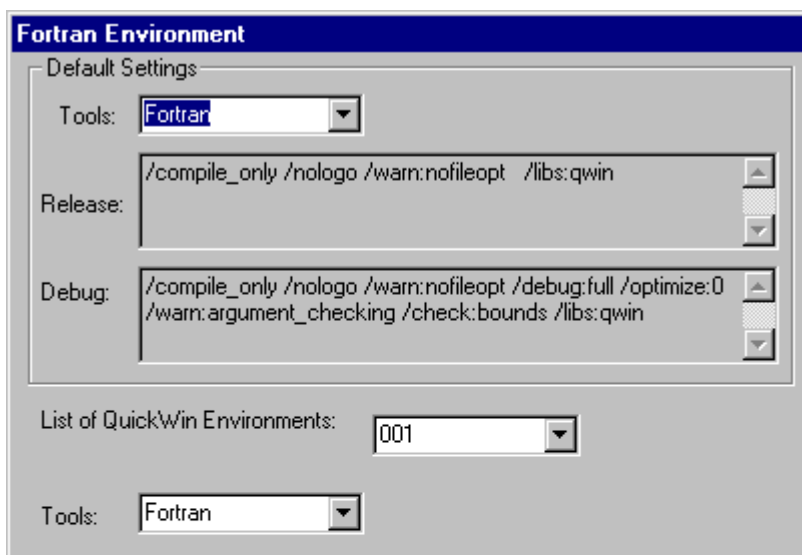 Fortran Environment
Default Settings
Tools: Fortran
Release: /compile_only /nologo /warn:nofileopt /libs:qwin
Debug: /compile_only /nologo /warn:nofileopt /debug:full /optimize:0
/warn:argument_checking /check:bounds /libs:qwin
List of QuickWin Environments: 001
Tools: Fortran